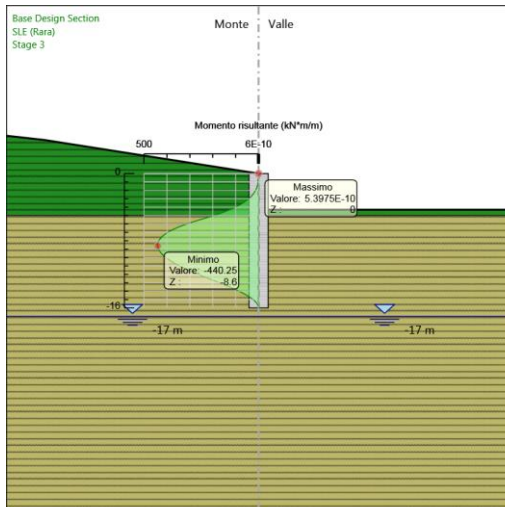 Base Design Section
SLE (Rara)
Stage 3
Monte Valle
Momento risultante (kN*m/m)
500 6E-10
0
Massimo
Valore: 5.3975E-10
Z : 0
Minimo
Valore: -440.25
Z : -8.6
-16
-17 m -17 m